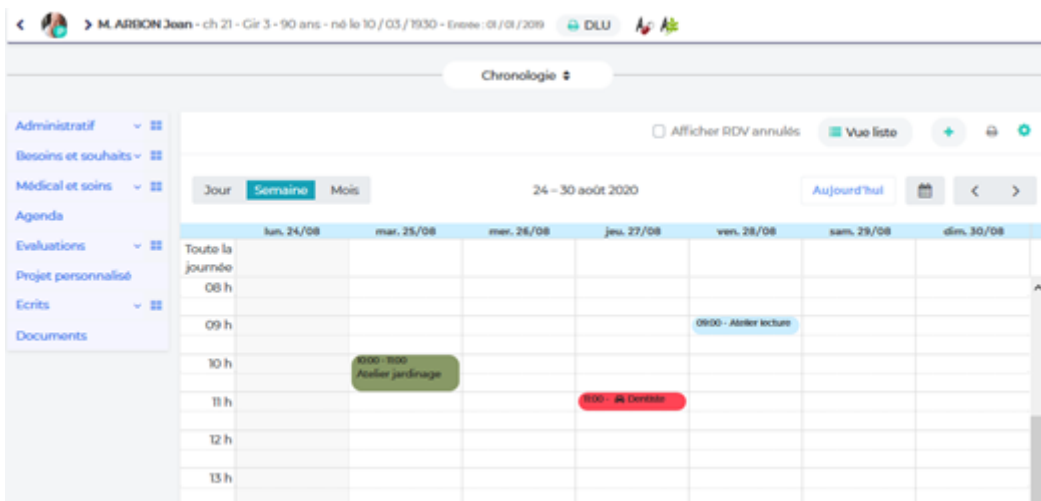 M. ARBON Jean - ch 21 - Gir 3 - 90 ans - né le 10 / 03 / 1930 - Entrée : 01 / 01 / 2019 DLU
Chronologie
Administratif
Besoins et souhaits
Médical et soins
Agenda
Evaluations
Projet personnalisé
Ecrits
Documents
Afficher RDV annulés Vue liste +
Jour Semaine Mois 24 – 30 août 2020 Aujourd'hui
lun. 24/08 mar. 25/08 mer. 26/08 jeu. 27/08 ven. 28/08 sam. 29/08 dim. 30/08
Toute la
journée
08 h
09 h 09:00 - Atelier lecture
10 h 10:00 - 11:00
Atelier jardinage
11 h 11:00 - Dentiste
12 h
13 h